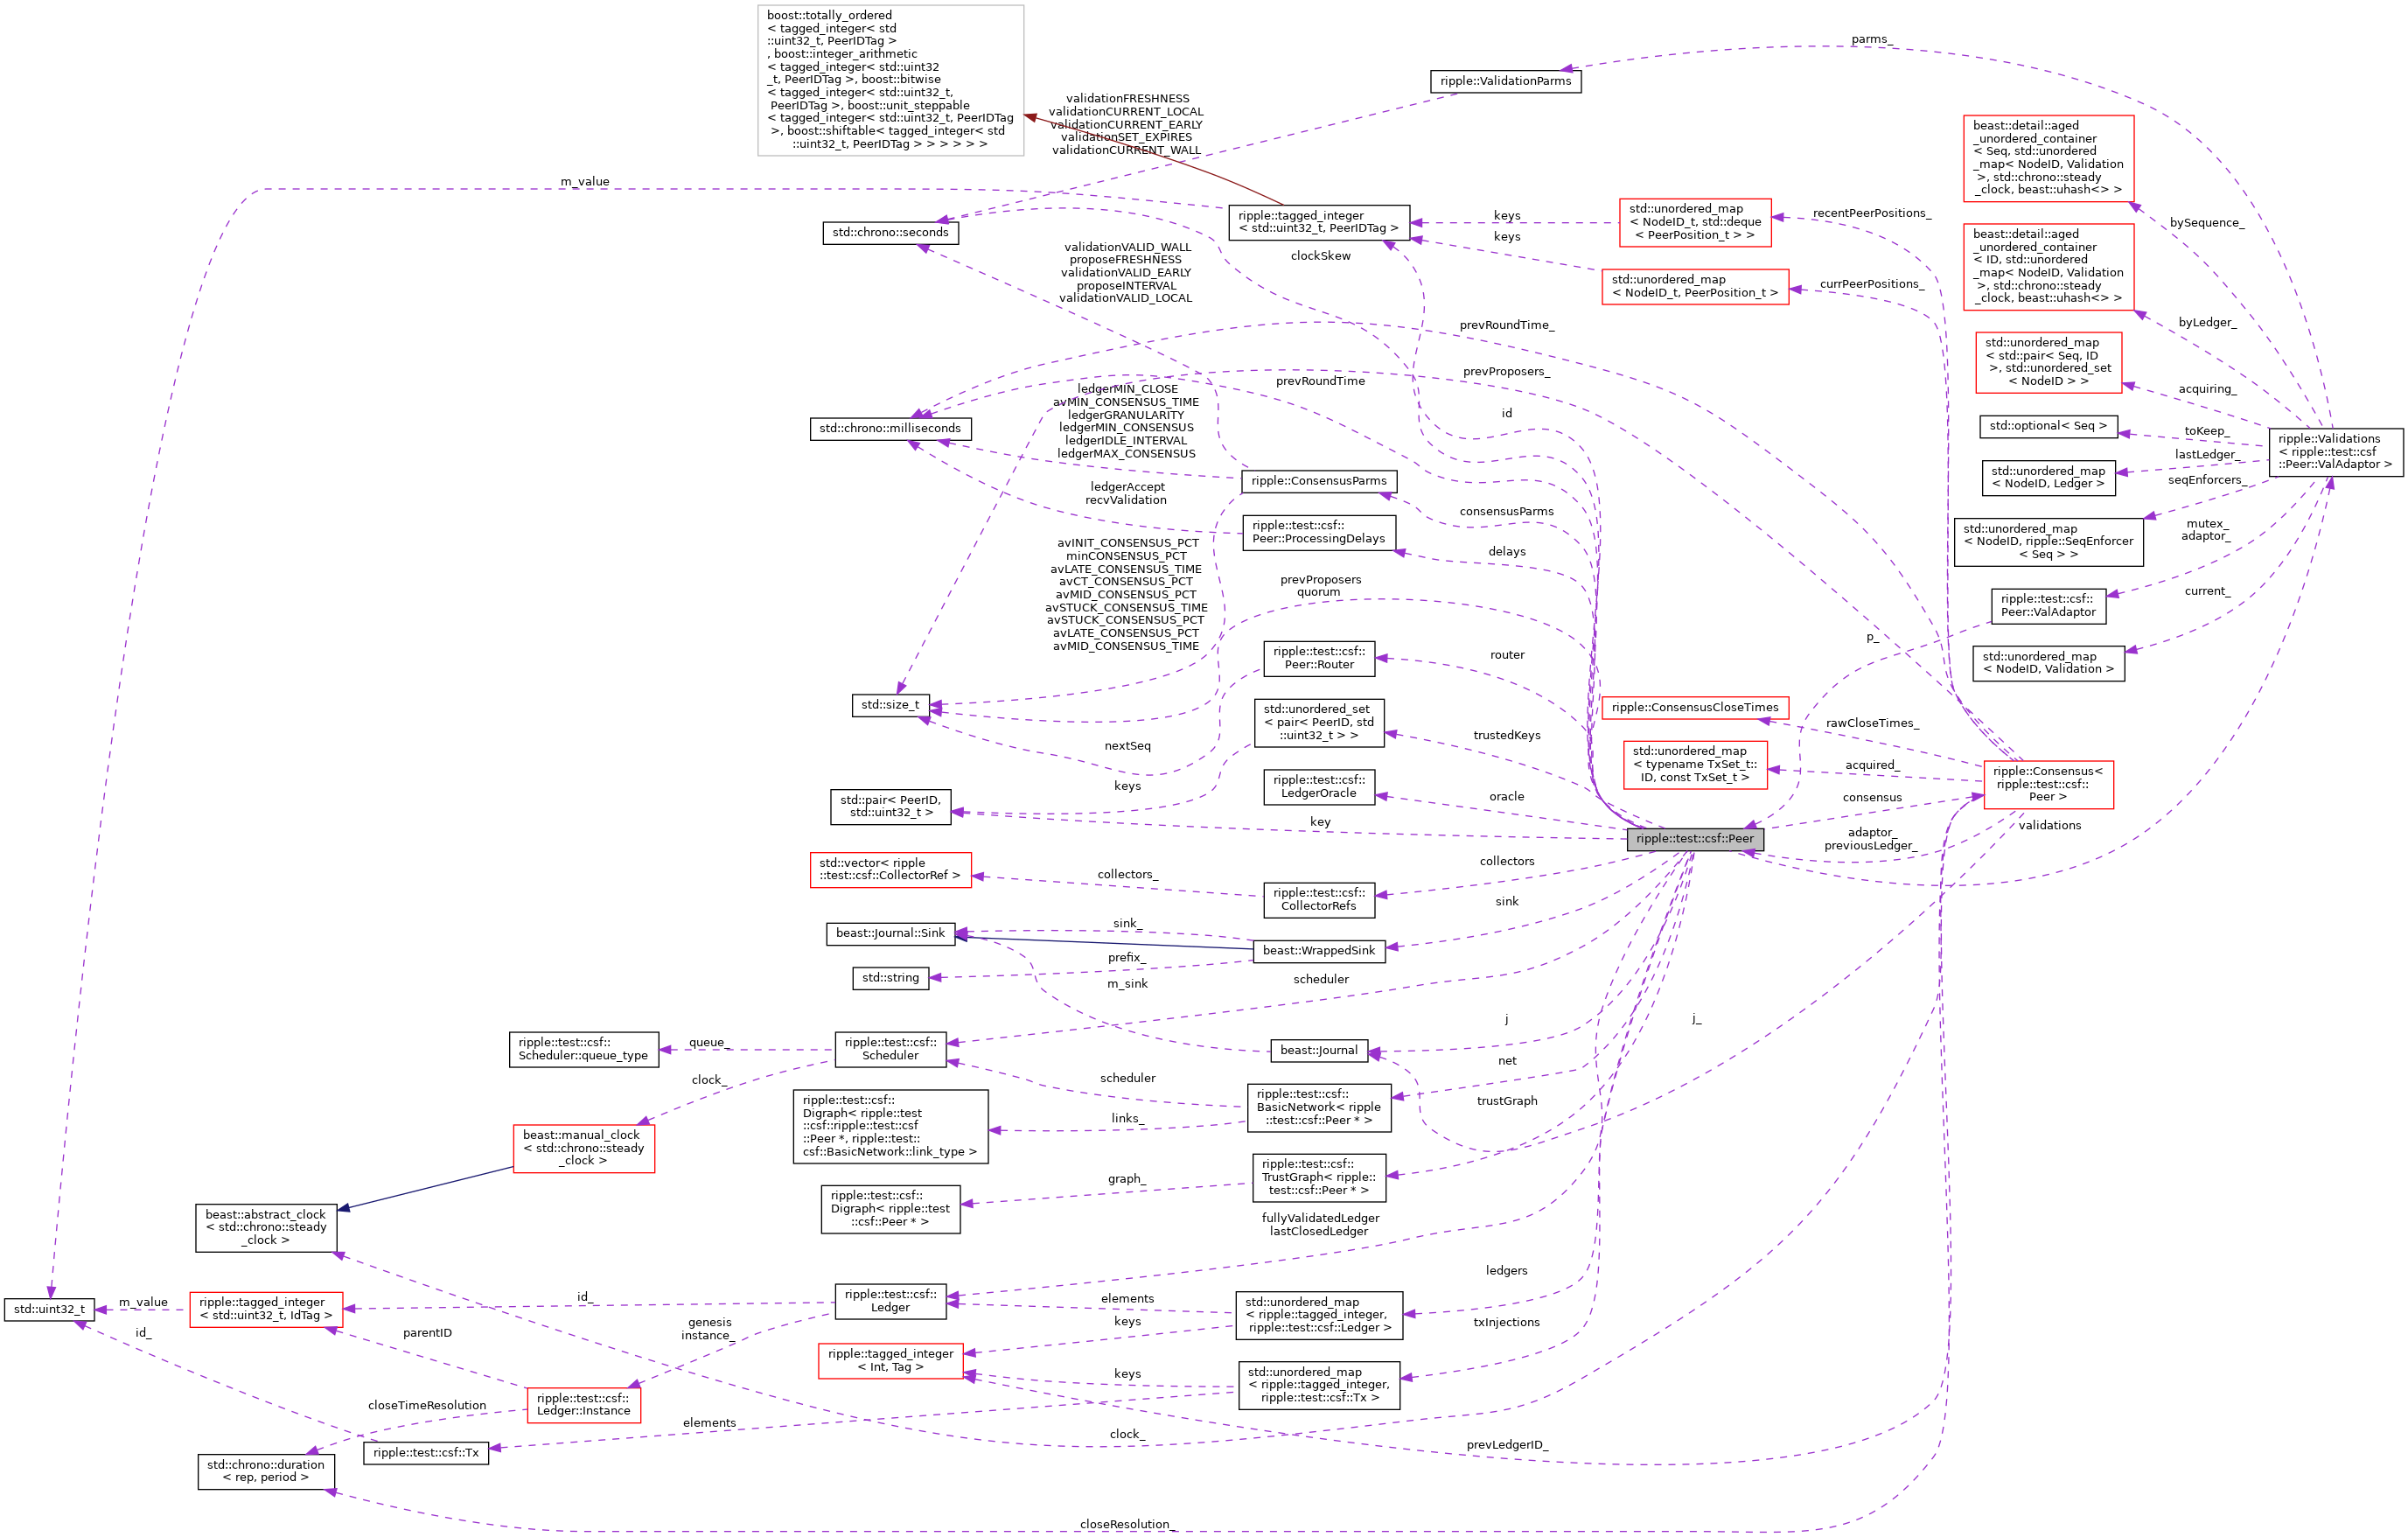 boost::totally_ordered
< tagged_integer< std
::uint32_t, PeerIDTag >
, boost::integer_arithmetic
< tagged_integer< std::uint32
_t, PeerIDTag >, boost::bitwise
< tagged_integer< std::uint32_t,
PeerIDTag >, boost::unit_steppable
< tagged_integer< std::uint32_t, PeerIDTag
>, boost::shiftable< tagged_integer< std
::uint32_t, PeerIDTag > > > > > >
parms_
ripple::ValidationParms
validationFRESHNESS
validationCURRENT_LOCAL
validationCURRENT_EARLY
validationSET_EXPIRES
validationCURRENT_WALL
beast::detail::aged
_unordered_container
< Seq, std::unordered
_map< NodeID, Validation
>, std::chrono::steady
_clock, beast::uhash<> >
m_value
std::chrono::seconds
ripple::tagged_integer
< std::uint32_t, PeerIDTag >
keys
keys
std::unordered_map
< NodeID_t, std::deque
< PeerPosition_t > >
recentPeerPositions_
bySequence_
validationVALID_WALL
proposeFRESHNESS
validationVALID_EARLY
proposeINTERVAL
validationVALID_LOCAL
clockSkew
std::unordered_map
< NodeID_t, PeerPosition_t >
currPeerPositions_
beast::detail::aged
_unordered_container
< ID, std::unordered
_map< NodeID, Validation
>, std::chrono::steady
_clock, beast::uhash<> >
byLedger_
prevRoundTime_
prevProposers_
prevRoundTime
id
std::unordered_map
< std::pair< Seq, ID
>, std::unordered_set
< NodeID > >
acquiring_
std::chrono::milliseconds
ledgerMIN_CLOSE
avMIN_CONSENSUS_TIME
ledgerGRANULARITY
ledgerMIN_CONSENSUS
ledgerIDLE_INTERVAL
ledgerMAX_CONSENSUS
std::optional< Seq >
toKeep_
ripple::Validations
< ripple::test::csf
::Peer::ValAdaptor >
lastLedger_
std::unordered_map
< NodeID, Ledger >
seqEnforcers_
ripple::ConsensusParms
ledgerAccept
recvValidation
consensusParms
ripple::test::csf::
Peer::ProcessingDelays
delays
std::unordered_map
< NodeID, ripple::SeqEnforcer
< Seq > >
mutex_
adaptor_
avINIT_CONSENSUS_PCT
minCONSENSUS_PCT
avLATE_CONSENSUS_TIME
avCT_CONSENSUS_PCT
avMID_CONSENSUS_PCT
avSTUCK_CONSENSUS_TIME
avSTUCK_CONSENSUS_PCT
avLATE_CONSENSUS_PCT
avMID_CONSENSUS_TIME
prevProposers
quorum
ripple::test::csf::
Peer::ValAdaptor
current_
p_
std::unordered_map
< NodeID, Validation >
ripple::test::csf::
Peer::Router
router
std::size_t
nextSeq
std::unordered_set
< pair< PeerID, std
::uint32_t > >
trustedKeys
ripple::ConsensusCloseTimes
rawCloseTimes_
std::unordered_map
< typename TxSet_t::
ID, const TxSet_t >
acquired_
ripple::Consensus<
ripple::test::csf::
Peer >
keys
std::pair< PeerID,
std::uint32_t >
key
ripple::test::csf::
LedgerOracle
oracle
ripple::test::csf::Peer
consensus
adaptor_
previousLedger_
validations
std::vector< ripple
::test::csf::CollectorRef >
collectors_
ripple::test::csf::
CollectorRefs
collectors
sink
beast::Journal::Sink
sink_
beast::WrappedSink
prefix_
std::string
m_sink
scheduler
j
j_
ripple::test::csf::
Scheduler::queue_type
queue_
ripple::test::csf::
Scheduler
beast::Journal
net
clock_
scheduler
ripple::test::csf::
Digraph< ripple::test
::csf::ripple::test::csf
::Peer *, ripple::test::
csf::BasicNetwork::link_type >
links_
ripple::test::csf::
BasicNetwork< ripple
::test::csf::Peer * >
trustGraph
beast::manual_clock
< std::chrono::steady
_clock >
ripple::test::csf::
TrustGraph< ripple::
test::csf::Peer * >
graph_
ripple::test::csf::
Digraph< ripple::test
::csf::Peer * >
beast::abstract_clock
< std::chrono::steady
_clock >
fullyValidatedLedger
lastClosedLedger
ledgers
std::uint32_t
m_value
ripple::tagged_integer
< std::uint32_t, IdTag >
id_
ripple::test::csf::
Ledger
elements
keys
std::unordered_map
< ripple::tagged_integer,
ripple::test::csf::Ledger >
txInjections
id_
parentID
genesis
instance_
ripple::tagged_integer
< Int, Tag >
keys
std::unordered_map
< ripple::tagged_integer,
ripple::test::csf::Tx >
closeTimeResolution
ripple::test::csf::
Ledger::Instance
elements
clock_
prevLedgerID_
ripple::test::csf::Tx
std::chrono::duration
< rep, period >
closeResolution_